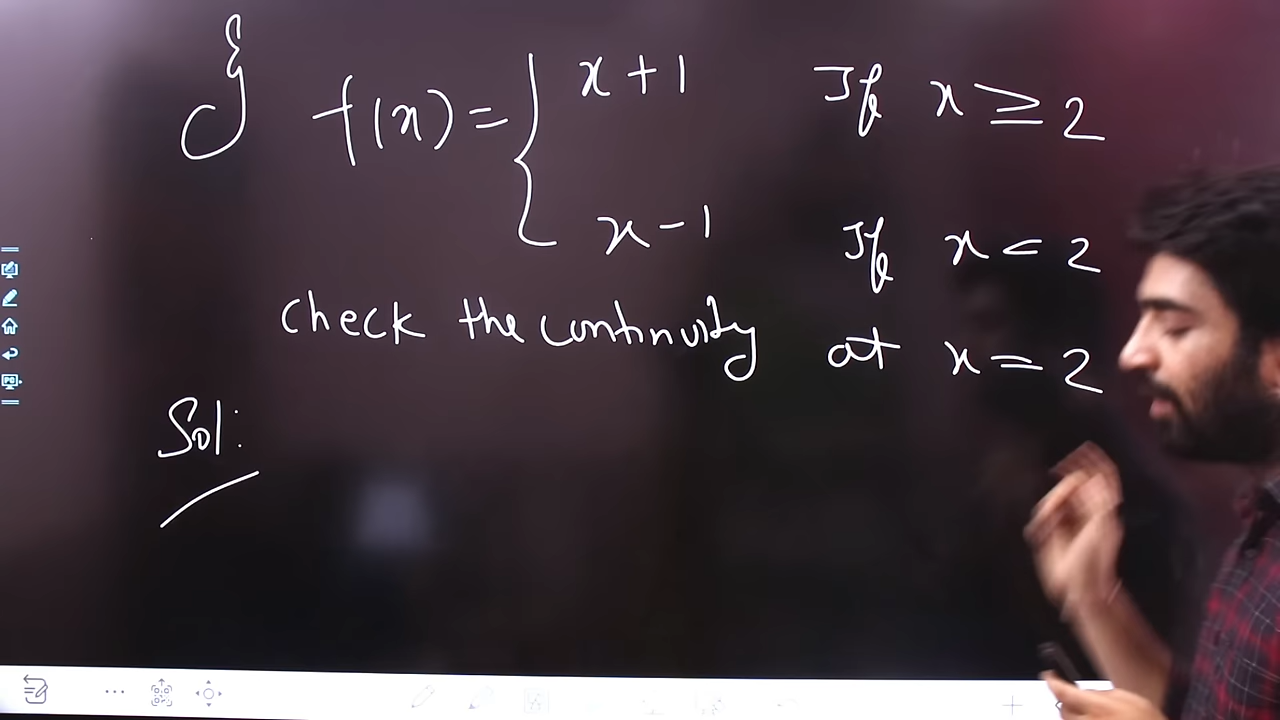 f(x) = { x + 1 If x ≥ 2
x - 1 If x < 2
check the continuity at x = 2
Sol: